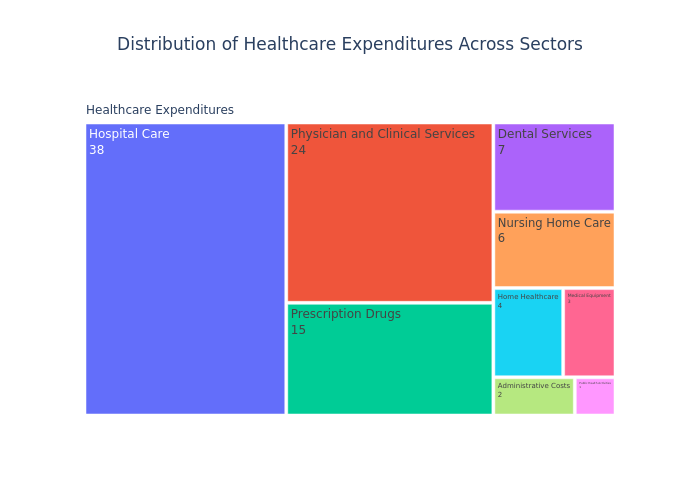 Distribution of Healthcare Expenditures Across Sectors
Healthcare Expenditures
Hospital Care
38
Physician and Clinical Services
24
Prescription Drugs
15
Dental Services
7
Nursing Home Care
6
Home Healthcare
4
Medical Equipment
3
Administrative Costs
2